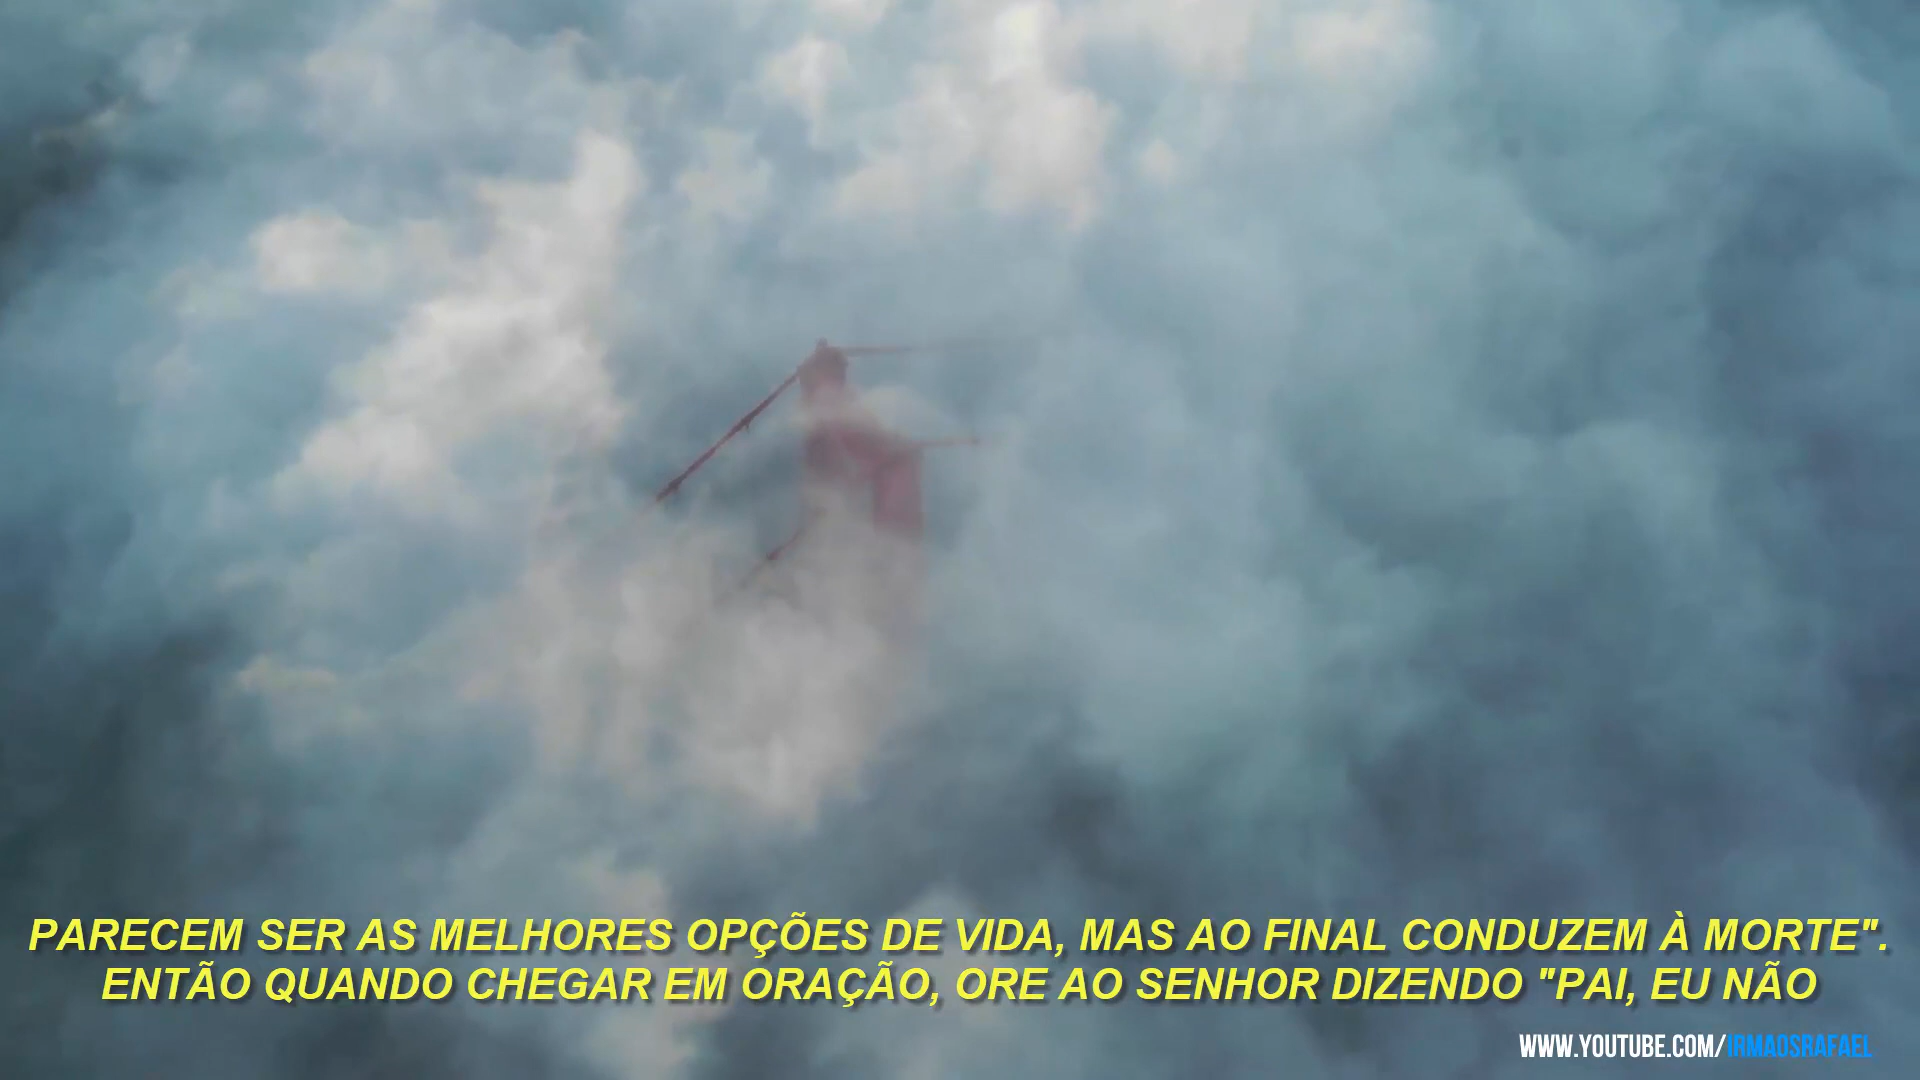 PARECEM SER AS MELHORES OPÇÕES DE VIDA, MAS AO FINAL CONDUZEM À MORTE".
ENTÃO QUANDO CHEGAR EM ORAÇÃO, ORE AO SENHOR DIZENDO "PAI, EU NÃO
WWW.YOUTUBE.COM/IRMAOSRAFAEL